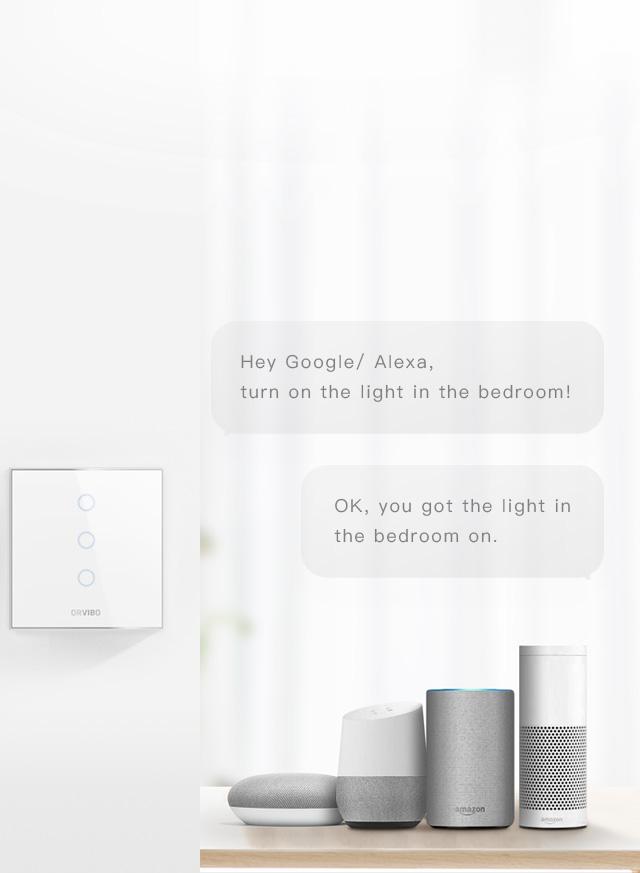 Hey Google/ Alexa,
turn on the light in the bedroom!
OK, you got the light in
the bedroom on.
ORVIBO
amazon
amazon